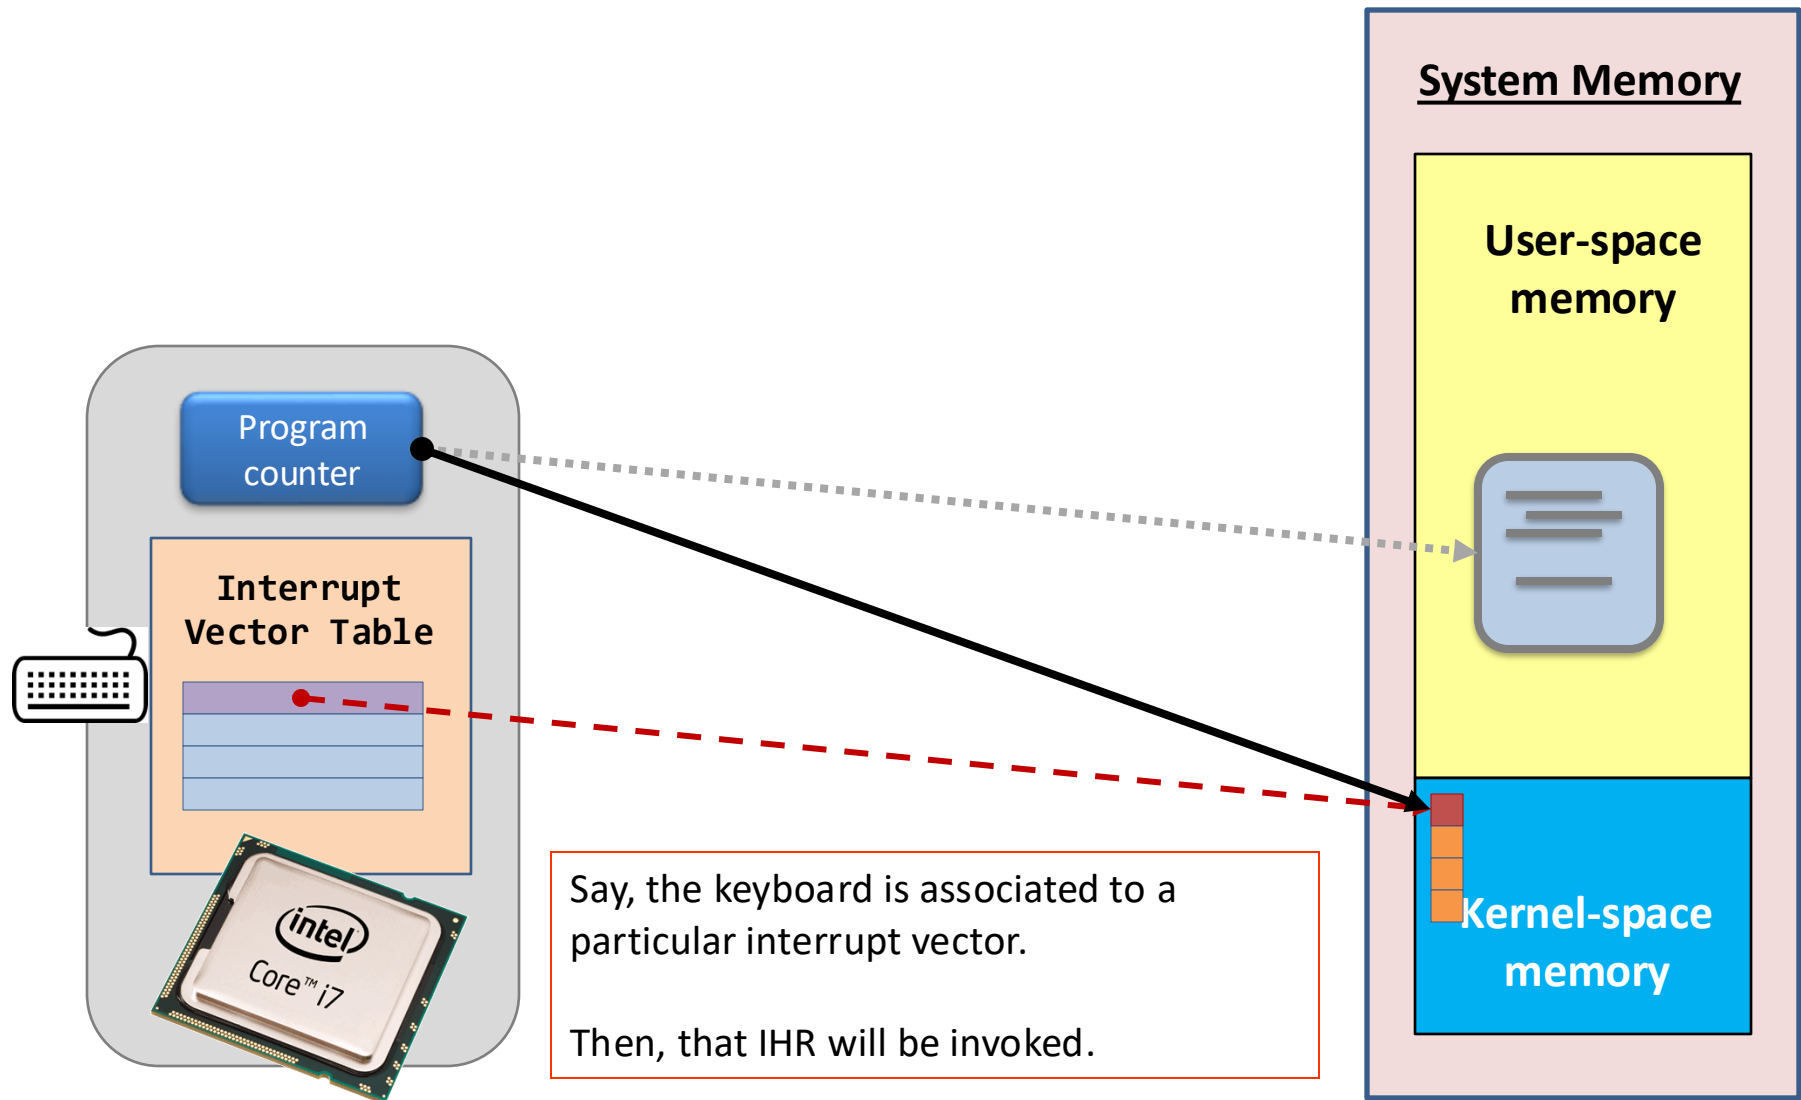 System Memory
User-space
memory
Program
counter
Interrupt
Vector Table
intel
Core™ i7
Say, the keyboard is associated to a
particular interrupt vector.
Then, that IHR will be invoked.
Kernel-space
memory